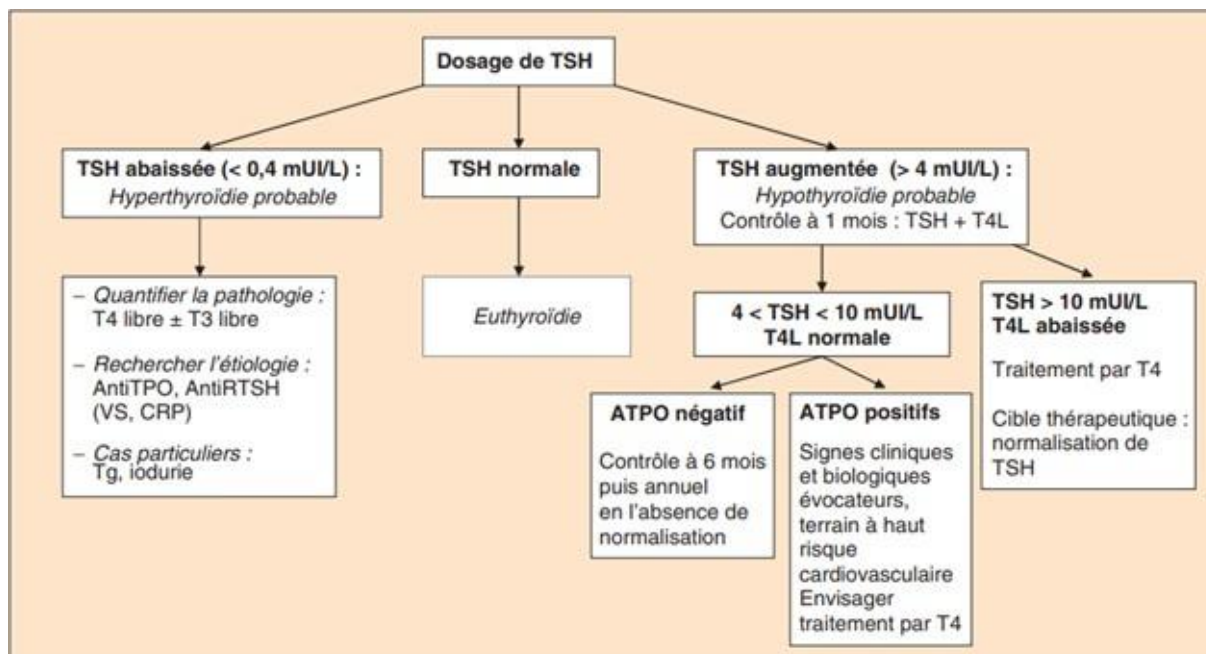 Dosage de TSH
TSH abaissée (< 0,4 mUI/L) :
Hyperthyroïdie probable
TSH normale
TSH augmentée (> 4 mUI/L) :
Hypothyroïdie probable
Contrôle à 1 mois : TSH + T4L
– Quantifier la pathologie :
T4 libre ± T3 libre
– Rechercher l'étiologie :
AntiTPO, AntiRTSH
(VS, CRP)
– Cas particuliers :
Tg, iodurie
Euthyroïdie
4 < TSH < 10 mUI/L
T4L normale
TSH > 10 mUI/L
T4L abaissée
Traitement par T4
Cible thérapeutique :
normalisation de
TSH
ATPO négatif
Contrôle à 6 mois
puis annuel
en l'absence de
normalisation
ATPO positifs
Signes cliniques
et biologiques
évocateurs,
terrain à haut
risque
cardiovasculaire
Envisager
traitement par T4